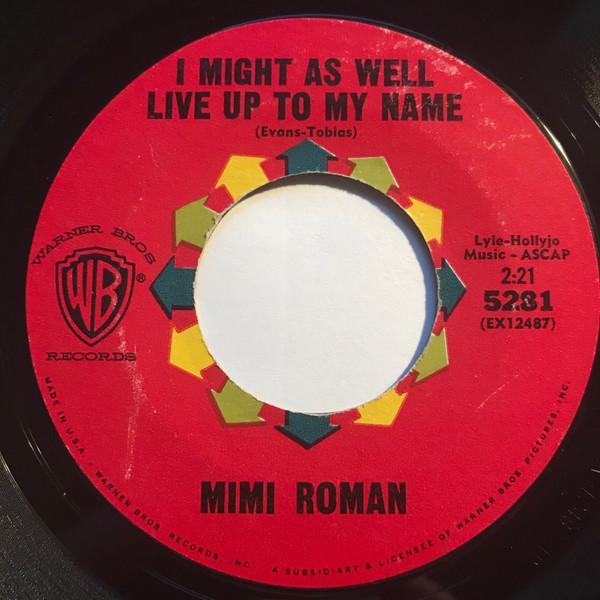 I MIGHT AS WELL
LIVE UP TO MY NAME
(Evans-Tobias)
WARNER BROS
WB
®
RECORDS
Lyle-Hollyjo
Music - ASCAP
2:21
5281
(EX12487)
MIMI ROMAN
MADE IN U.S.A. • WARNER BROS. RECORDS, INC. • A SUBSIDIARY & LICENSEE OF WARNER BROS. PICTURES, INC.